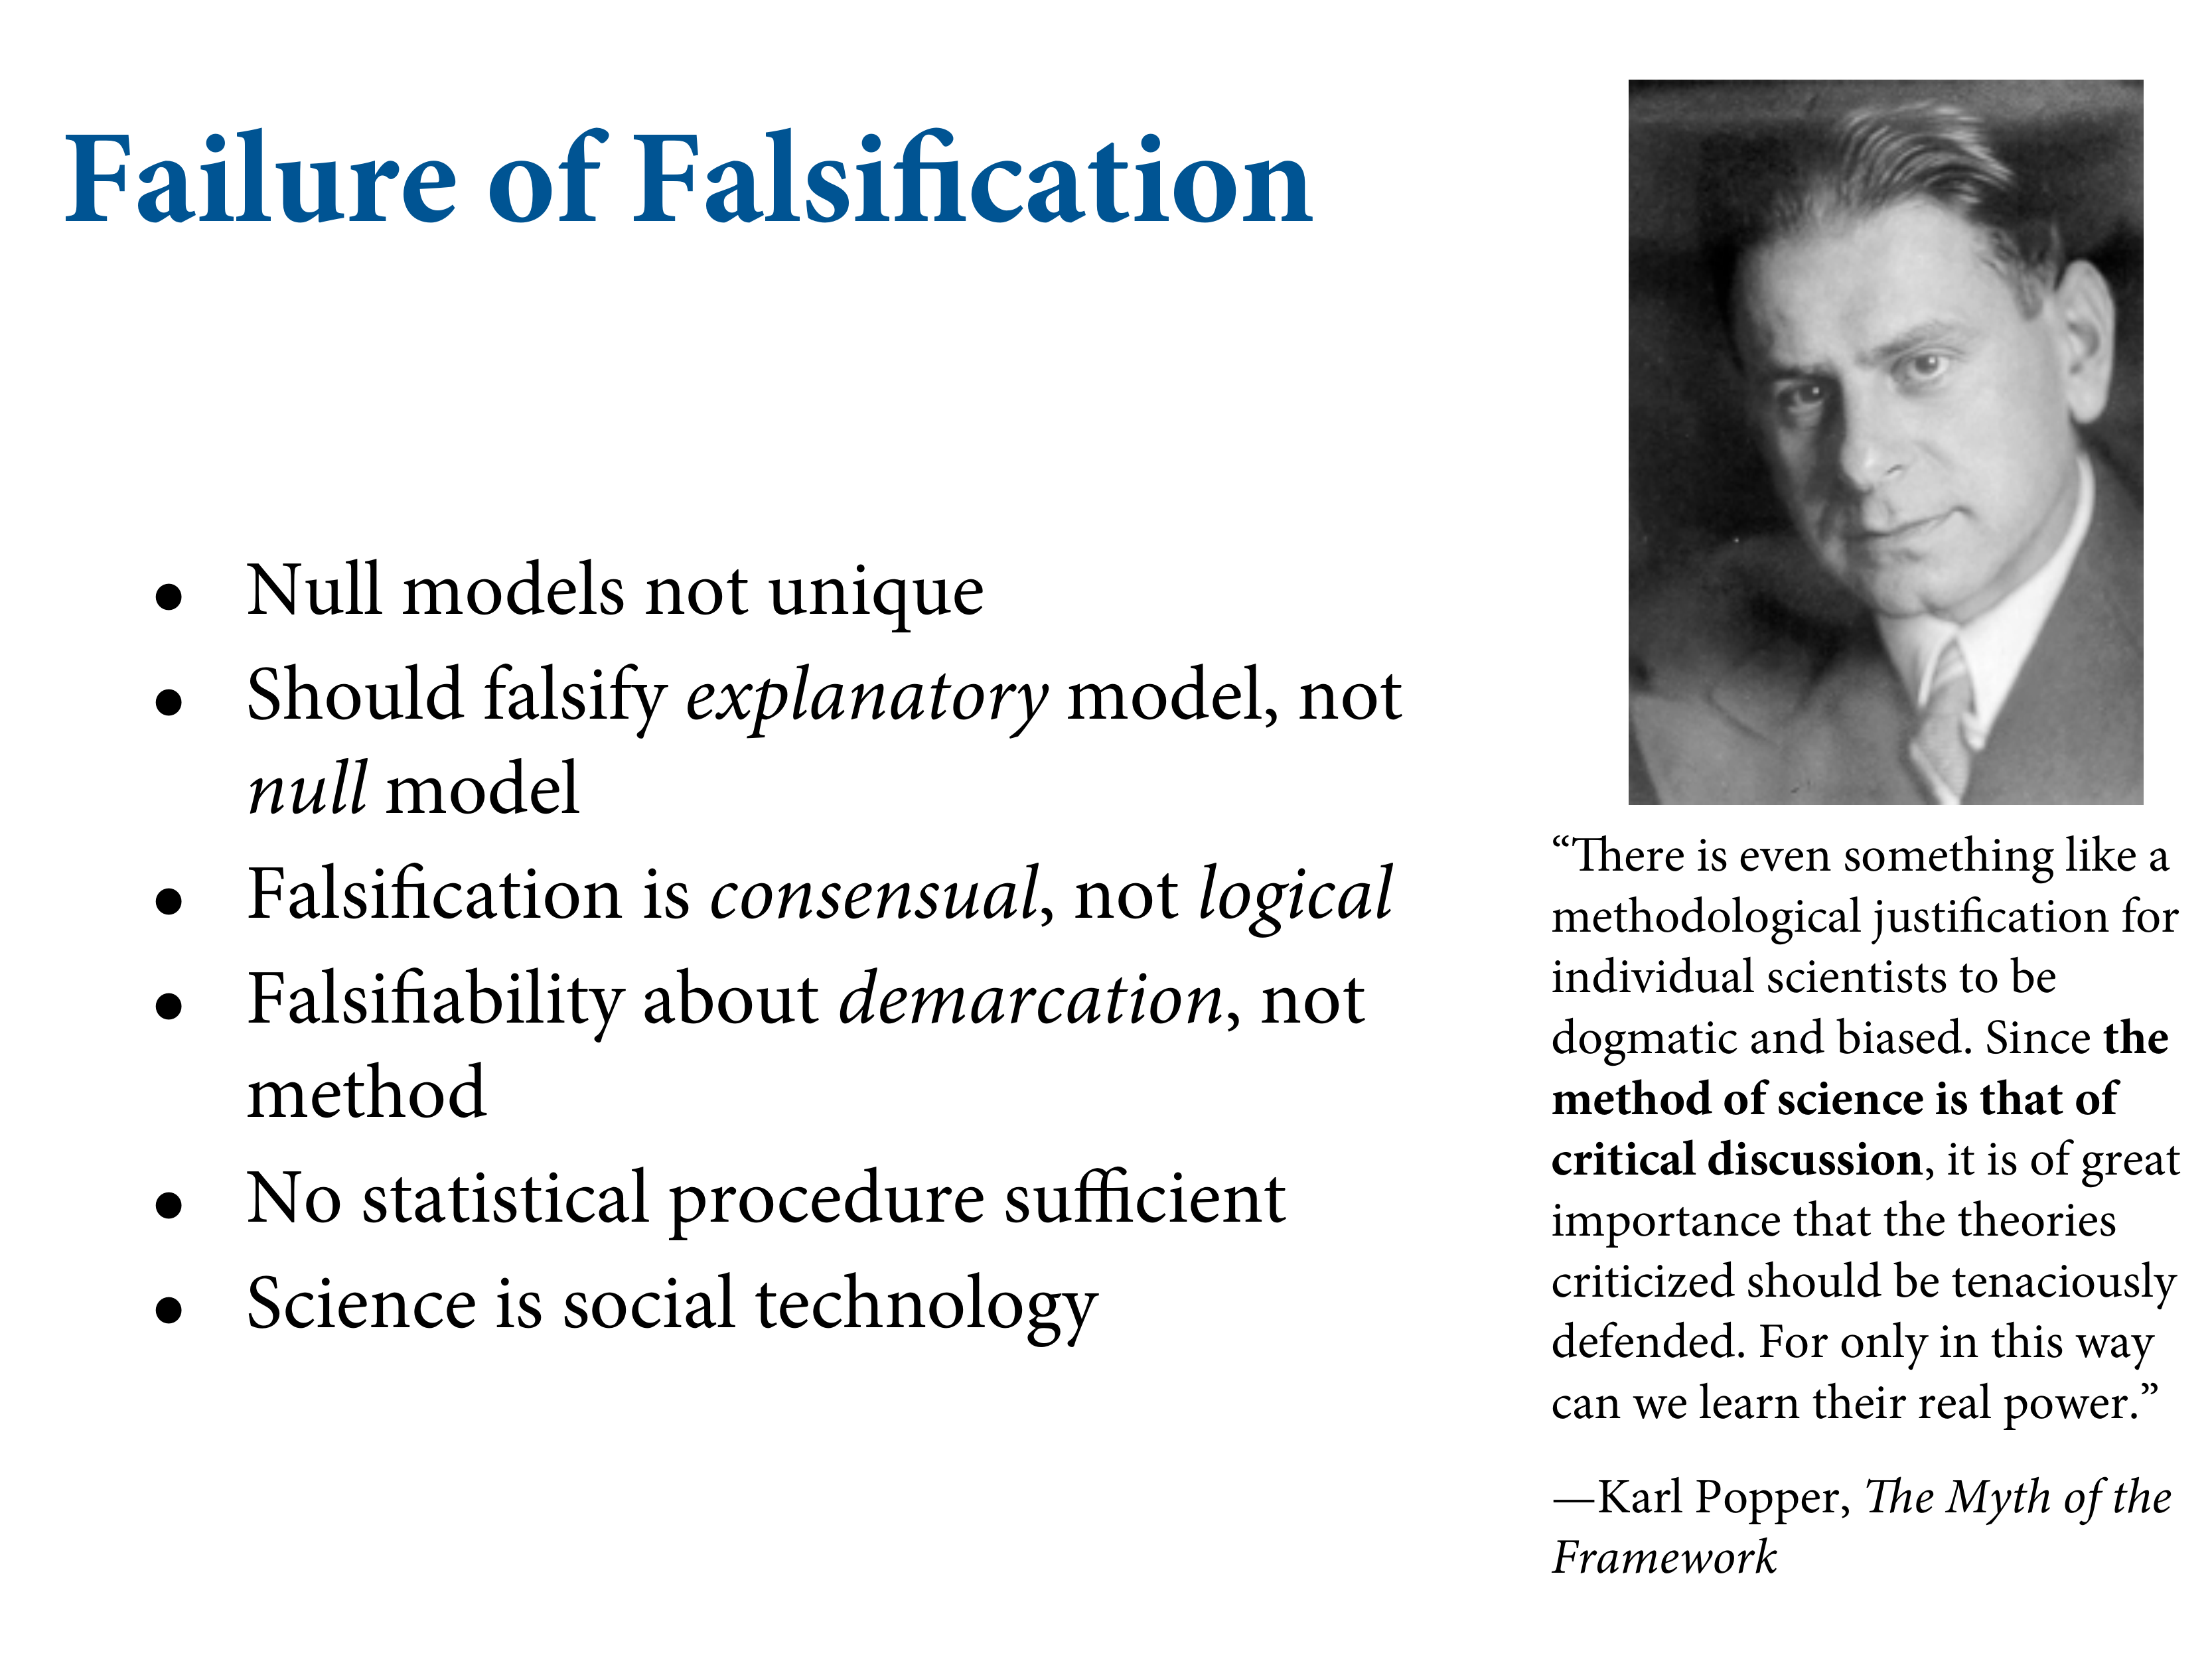 Failure of Falsification
• Null models not unique
• Should falsify explanatory model, not
null model
• Falsification is consensual, not logical
• Falsifiability about demarcation, not
method
• No statistical procedure sufficient
• Science is social technology
“There is even something like a
methodological justification for
individual scientists to be
dogmatic and biased. Since the
method of science is that of
critical discussion, it is of great
importance that the theories
criticized should be tenaciously
defended. For only in this way
can we learn their real power.”
—Karl Popper, The Myth of the
Framework